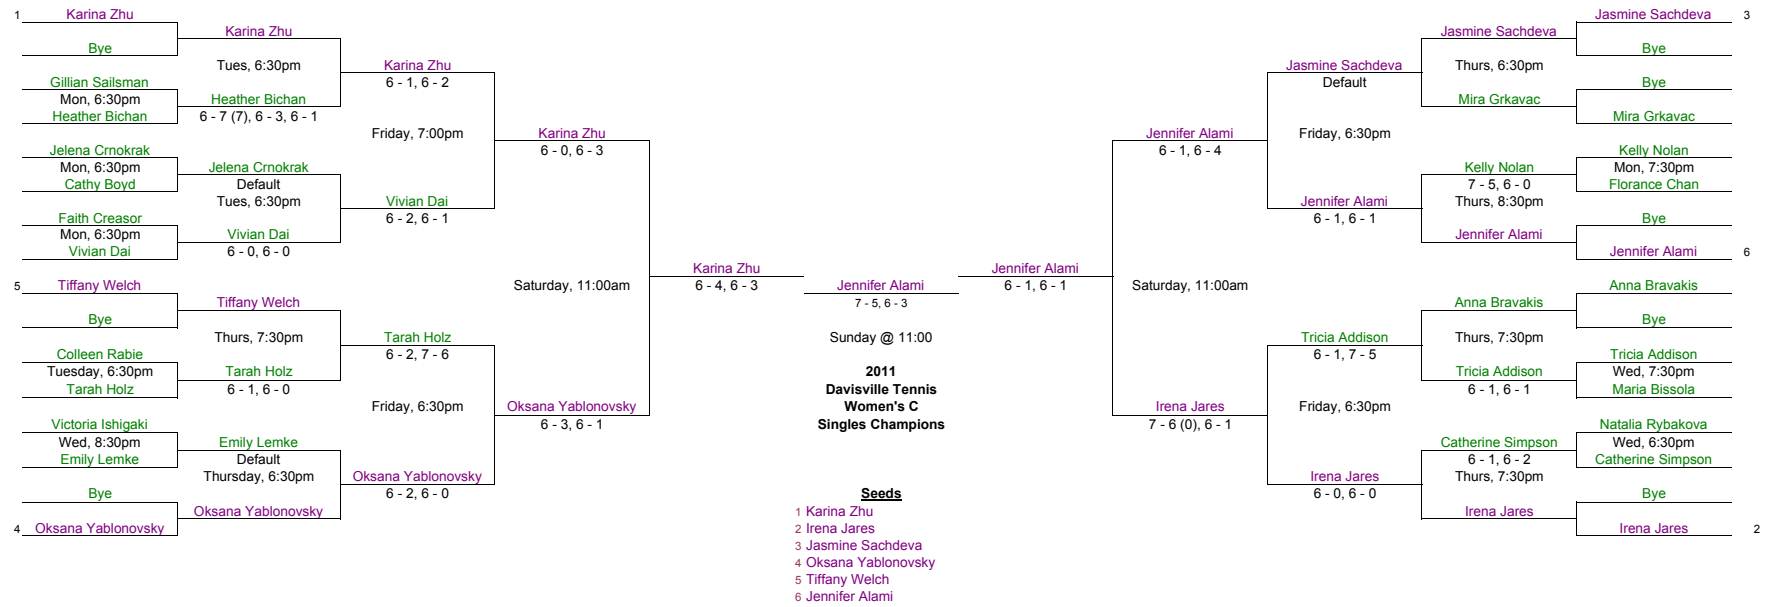 1 Karina Zhu
Karina Zhu
Bye
Tues, 6:30pm
Karina Zhu
6 - 1, 6 - 2
Gillian Sailsman
Mon, 6:30pm
Heather Bichan
Heather Bichan
6 - 7 (7), 6 - 3, 6 - 1
Friday, 7:00pm
Karina Zhu
6 - 0, 6 - 3
Jelena Crnokrak
Mon, 6:30pm
Cathy Boyd
Jelena Crnokrak
Default
Tues, 6:30pm
Vivian Dai
6 - 2, 6 - 1
Faith Creasor
Mon, 6:30pm
Vivian Dai
Vivian Dai
6 - 0, 6 - 0
Saturday, 11:00am
Karina Zhu
6 - 4, 6 - 3
5 Tiffany Welch
Tiffany Welch
Bye
Thurs, 7:30pm
Tarah Holz
6 - 2, 7 - 6
Colleen Rabie
Tuesday, 6:30pm
Tarah Holz
Tarah Holz
6 - 1, 6 - 0
Friday, 6:30pm
Oksana Yablonovsky
6 - 3, 6 - 1
Victoria Ishigaki
Wed, 8:30pm
Emily Lemke
Emily Lemke
Default
Thursday, 6:30pm
Oksana Yablonovsky
6 - 2, 6 - 0
Bye
Oksana Yablonovsky
4 Oksana Yablonovsky
Jennifer Alami
7 - 5, 6 - 3
Sunday @ 11:00
2011
Davisville Tennis
Women's C
Singles Champions
Seeds
1 Karina Zhu
2 Irena Jares
3 Jasmine Sachdeva
4 Oksana Yablonovsky
5 Tiffany Welch
6 Jennifer Alami
Jasmine Sachdeva 3
Jasmine Sachdeva
Bye
Thurs, 6:30pm
Jasmine Sachdeva
Default
Bye
Mira Grkavac
Mira Grkavac
Friday, 6:30pm
Jennifer Alami
6 - 1, 6 - 4
Kelly Nolan
Mon, 7:30pm
Florance Chan
Kelly Nolan
7 - 5, 6 - 0
Thurs, 8:30pm
Jennifer Alami
6 - 1, 6 - 1
Bye
Jennifer Alami
Jennifer Alami 6
Saturday, 11:00am
Jennifer Alami
6 - 1, 6 - 1
Anna Bravakis
Anna Bravakis
Bye
Thurs, 7:30pm
Tricia Addison
6 - 1, 7 - 5
Tricia Addison
Wed, 7:30pm
Maria Bissola
Tricia Addison
6 - 1, 6 - 1
Friday, 6:30pm
Irena Jares
7 - 6 (0), 6 - 1
Natalia Rybakova
Wed, 6:30pm
Catherine Simpson
Catherine Simpson
6 - 1, 6 - 2
Thurs, 7:30pm
Irena Jares
6 - 0, 6 - 0
Bye
Irena Jares
Irena Jares 2